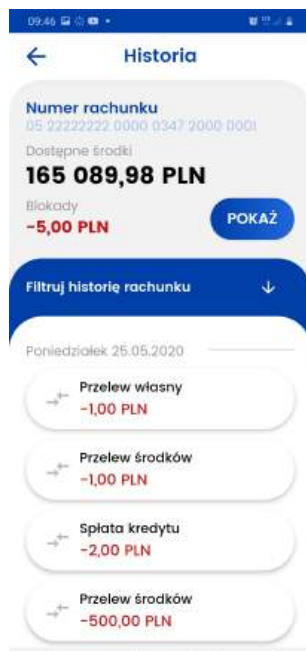 09:46
Historia
Numer rachunku
05 22222222 0000 0347 2000 0001
Dostępne środki
165 089,98 PLN
Blokady
-5,00 PLN
POKAŻ
Filtruj historię rachunku
Poniedziałek 25.05.2020
Przelew własny
-1,00 PLN
Przelew środków
-1,00 PLN
Spłata kredytu
-2,00 PLN
Przelew środków
-500,00 PLN